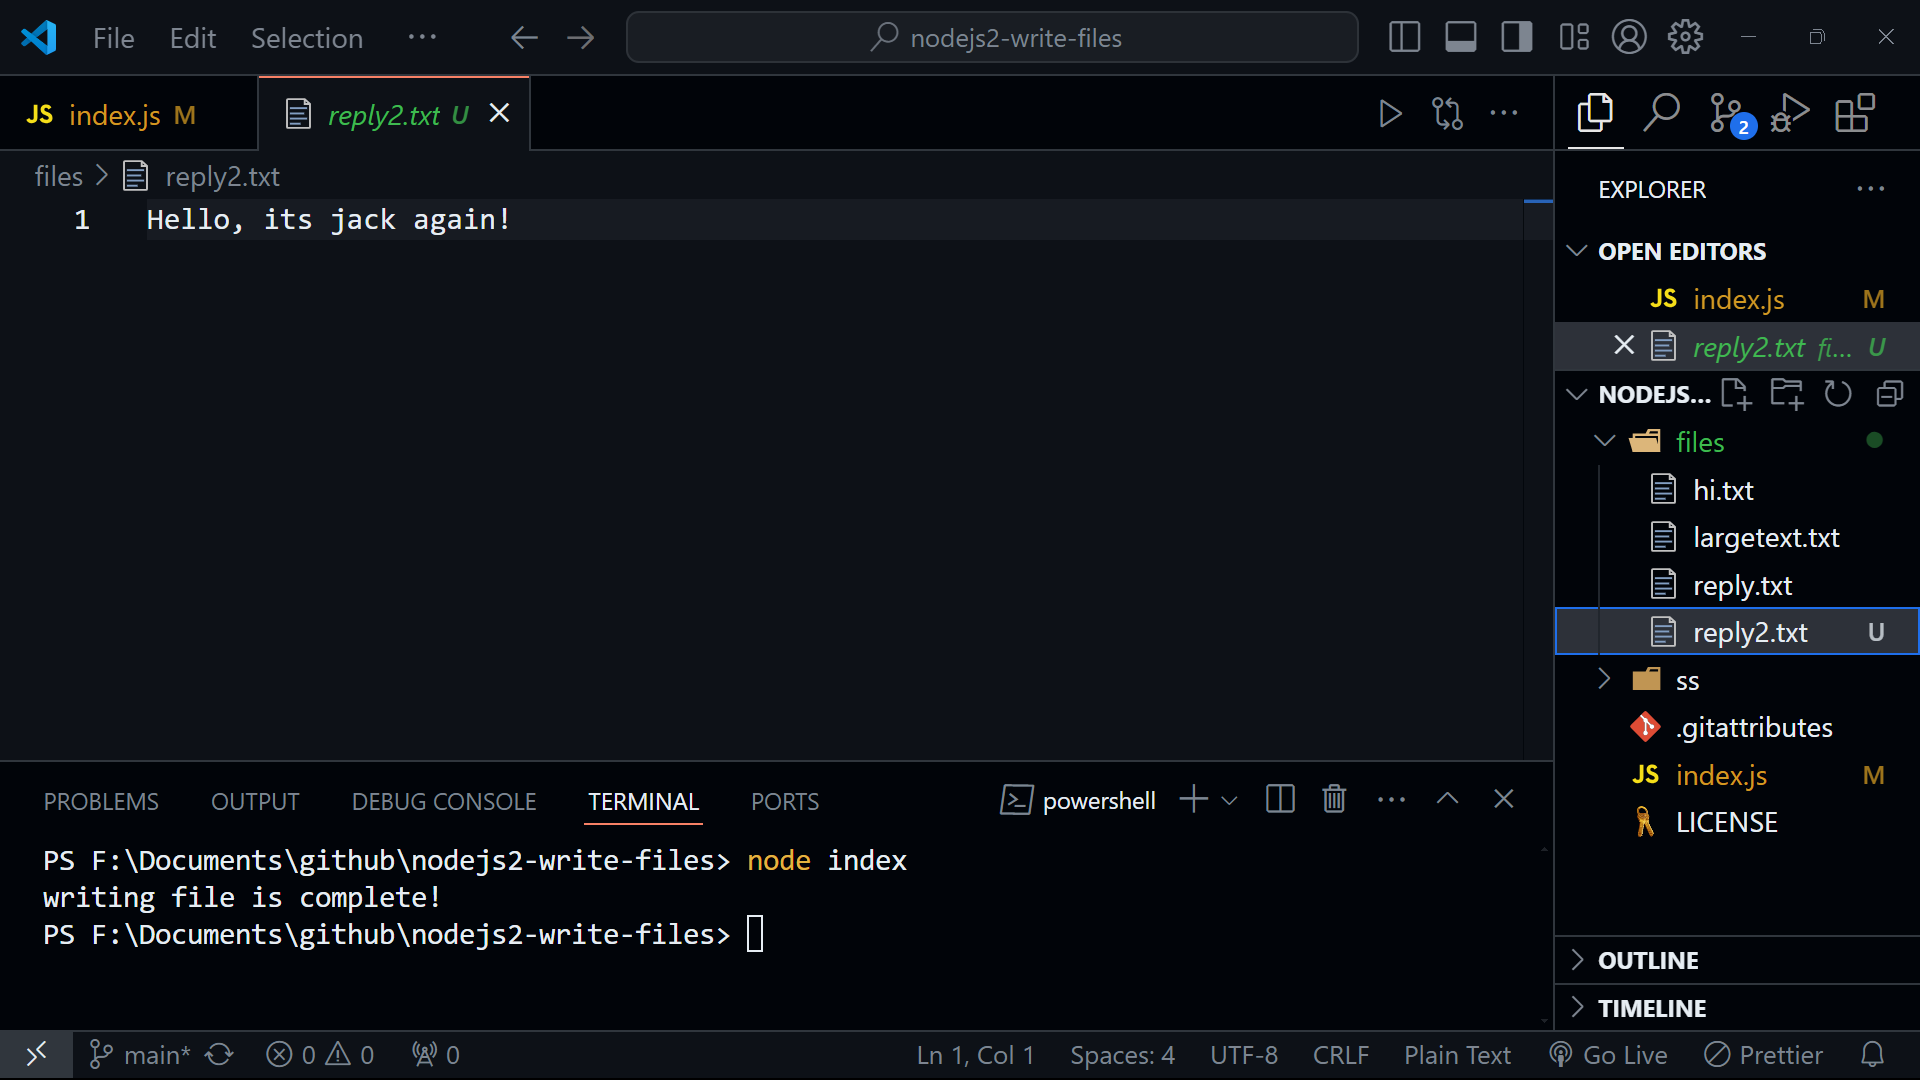 File Edit Selection ··· nodejs2-write-files
JS index.js M reply2.txt U
files > reply2.txt
1 Hello, its jack again!
2
EXPLORER
OPEN EDITORS
JS index.js M
reply2.txt fi... U
NODEJS...
files
hi.txt
largetext.txt
reply.txt
reply2.txt U
ss
.gitattributes
JS index.js M
LICENSE
OUTLINE
TIMELINE
PROBLEMS OUTPUT DEBUG CONSOLE TERMINAL PORTS powershell
PS F:\Documents\github\nodejs2-write-files> node index
writing file is complete!
PS F:\Documents\github\nodejs2-write-files>
main* 0 0 0 Ln 1, Col 1 Spaces: 4 UTF-8 CRLF Plain Text Go Live Prettier